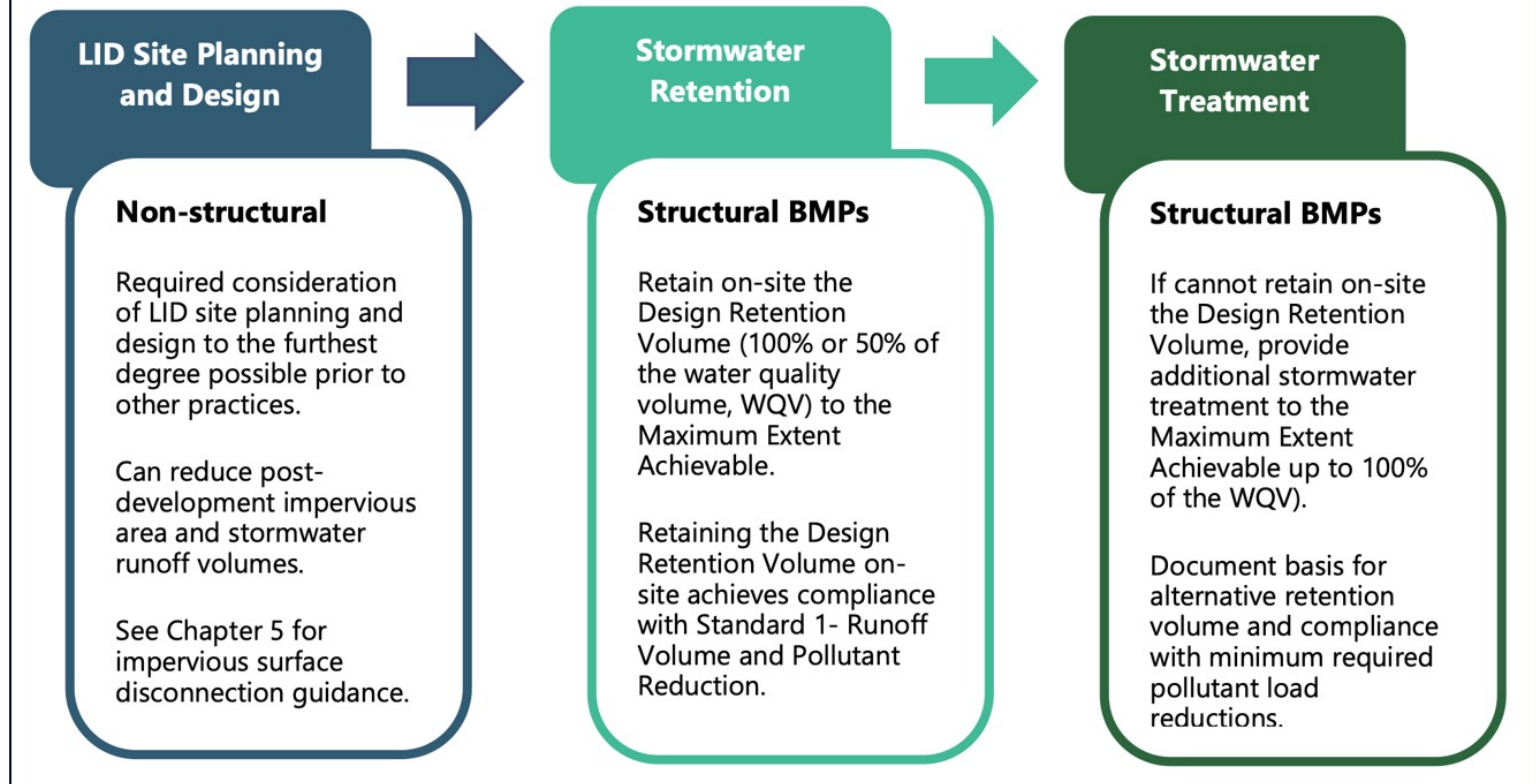 LID Site Planning
and Design
Non-structural
Required consideration
of LID site planning and
design to the furthest
degree possible prior to
other practices.
Can reduce post-
development impervious
area and stormwater
runoff volumes.
See Chapter 5 for
impervious surface
disconnection guidance.
Stormwater
Retention
Structural BMPs
Retain on-site the
Design Retention
Volume (100% or 50% of
the water quality
volume, WQV) to the
Maximum Extent
Achievable.
Retaining the Design
Retention Volume on-
site achieves compliance
with Standard 1- Runoff
Volume and Pollutant
Reduction.
Stormwater
Treatment
Structural BMPs
If cannot retain on-site
the Design Retention
Volume, provide
additional stormwater
treatment to the
Maximum Extent
Achievable up to 100%
of the WQV).
Document basis for
alternative retention
volume and compliance
with minimum required
pollutant load
reductions.